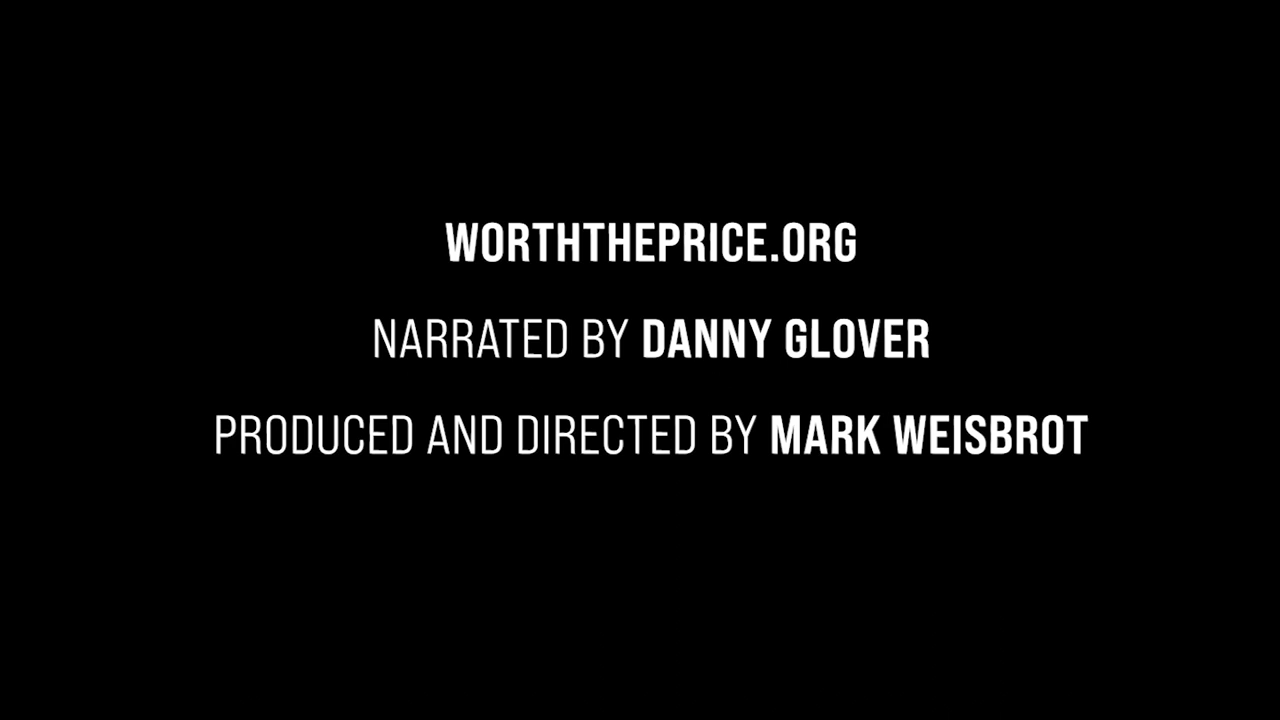 WORTHTHEPRICE.ORG
NARRATED BY DANNY GLOVER
PRODUCED AND DIRECTED BY MARK WEISBROT